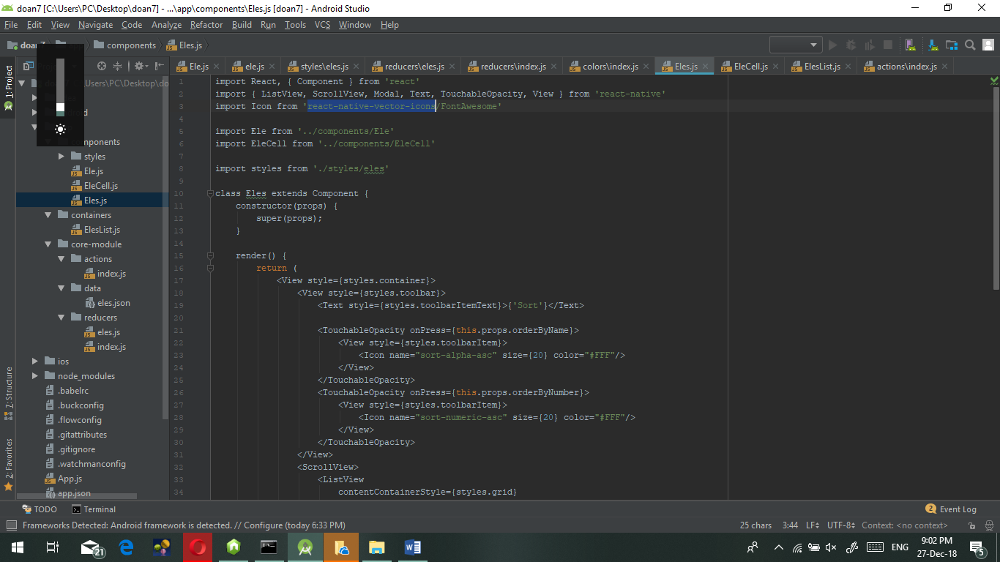 doan7 [C:\Users\PC\Desktop\doan7] - ...\app\components\Eles.js [doan7] - Android Studio
File Edit View Navigate Code Analyze Refactor Build Run Tools VCS Window Help
doan7 components Eles.js
Ele.js ele.js styles\eles.js reducers\eles.js reducers\index.js colors\index.js Eles.js EleCell.js ElesList.js actions\index.js
1: Project
7: Structure
2: Favorites
components
styles
Ele.js
EleCell.js
Eles.js
containers
ElesList.js
core-module
actions
index.js
data
eles.json
reducers
eles.js
index.js
ios
node_modules
.babelrc
.buckconfig
.flowconfig
.gitattributes
.gitignore
.watchmanconfig
App.js
app.json
1 import React, { Component } from 'react'
2 import { ListView, ScrollView, Modal, Text, TouchableOpacity, View } from 'react-native'
3 import Icon from 'react-native-vector-icons/FontAwesome'
4
5 import Ele from '../components/Ele'
6 import EleCell from '../components/EleCell'
7
8 import styles from './styles/eles'
9
10 class Eles extends Component {
11 constructor(props) {
12 super(props);
13 }
14
15 render() {
16 return (
17 <View style={styles.container}>
18 <View style={styles.toolbar}>
19 <Text style={styles.toolbarItemText}>{'Sort'}</Text>
20
21 <TouchableOpacity onPress={this.props.orderByName}>
22 <View style={styles.toolbarItem}>
23 <Icon name="sort-alpha-asc" size={20} color="#FFF"/>
24 </View>
25 </TouchableOpacity>
26 <TouchableOpacity onPress={this.props.orderByNumber}>
27 <View style={styles.toolbarItem}>
28 <Icon name="sort-numeric-asc" size={20} color="#FFF"/>
29 </View>
30 </TouchableOpacity>
31 </View>
32 <ScrollView>
33 <ListView
34 contentContainerStyle={styles.grid}
TODO Terminal 2 Event Log
Frameworks Detected: Android framework is detected. // Configure (today 6:33 PM) 25 chars 3:44 LF UTF-8 Context: <no context>
21 ENG 9:02 PM
27-Dec-18 5